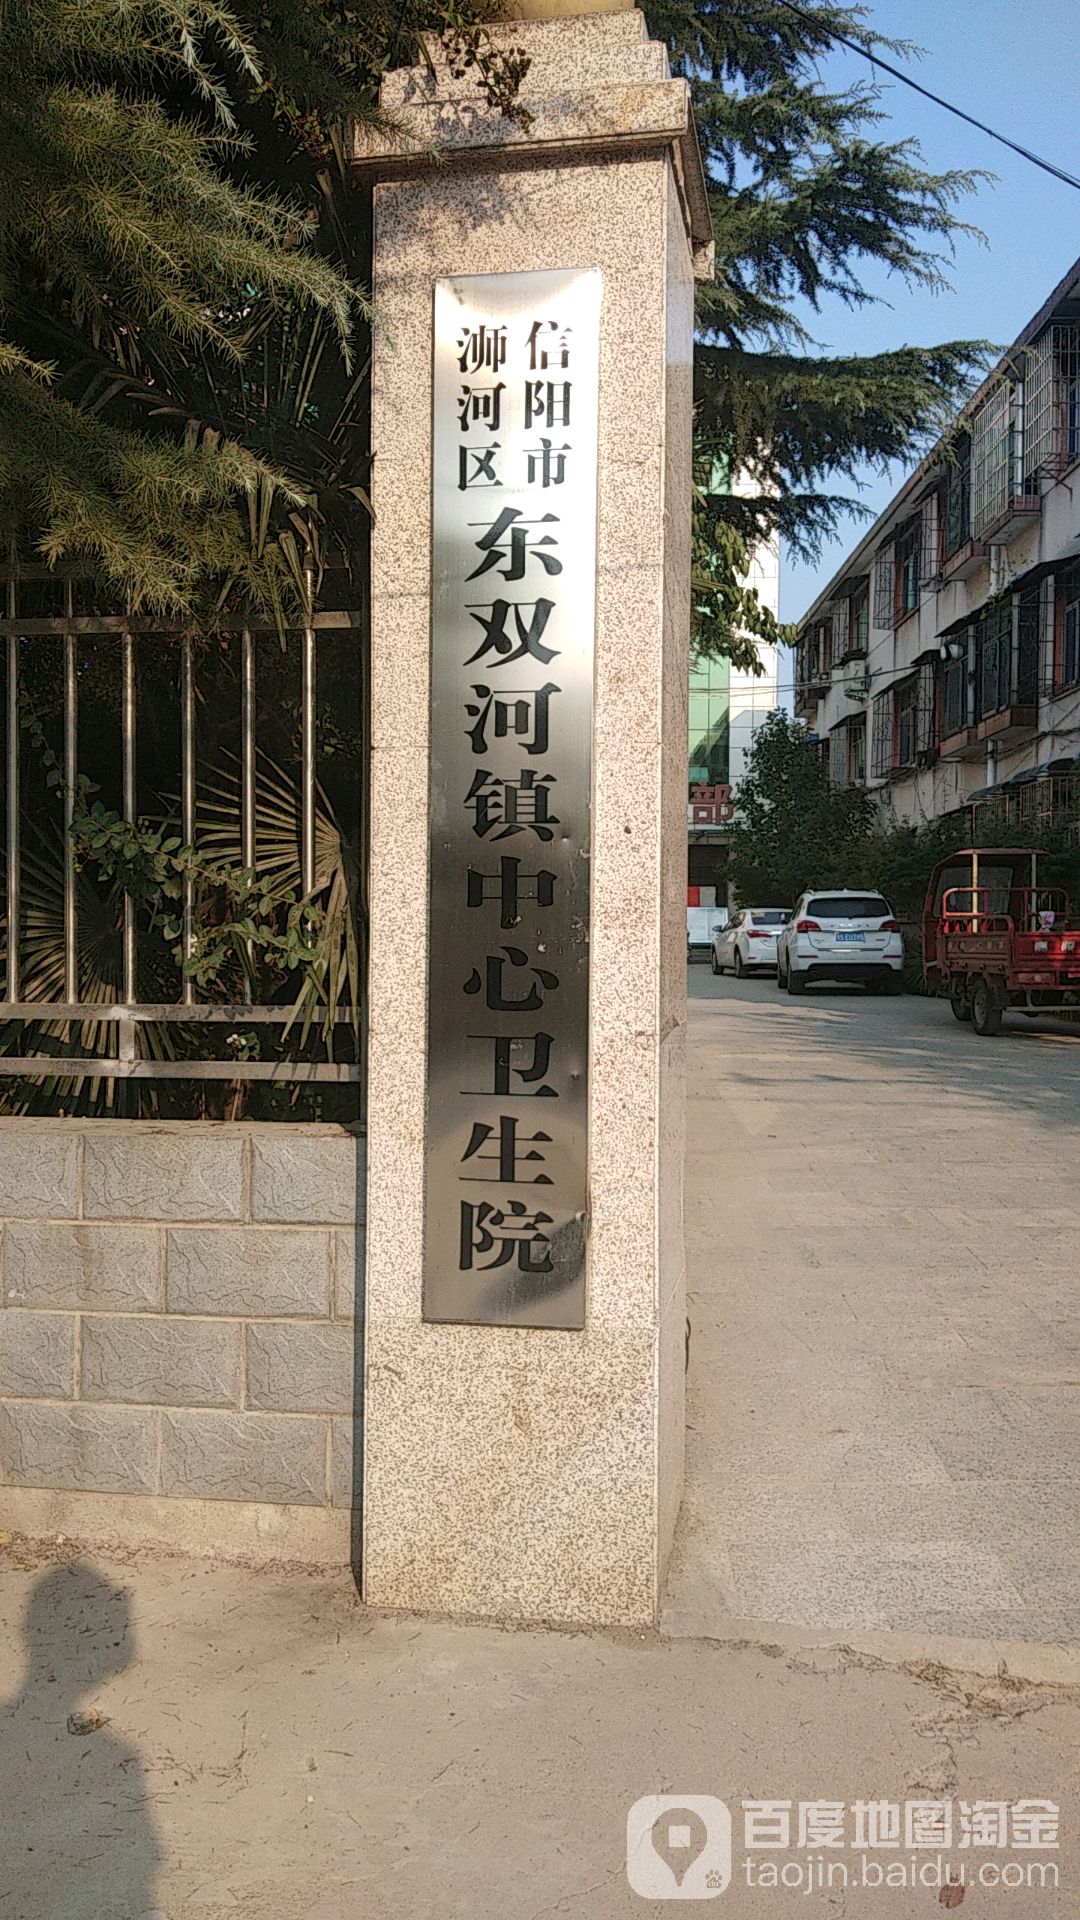 信阳市
浉河区
东双河镇中心卫生院
部
百度地图淘金
taojin.baidu.com